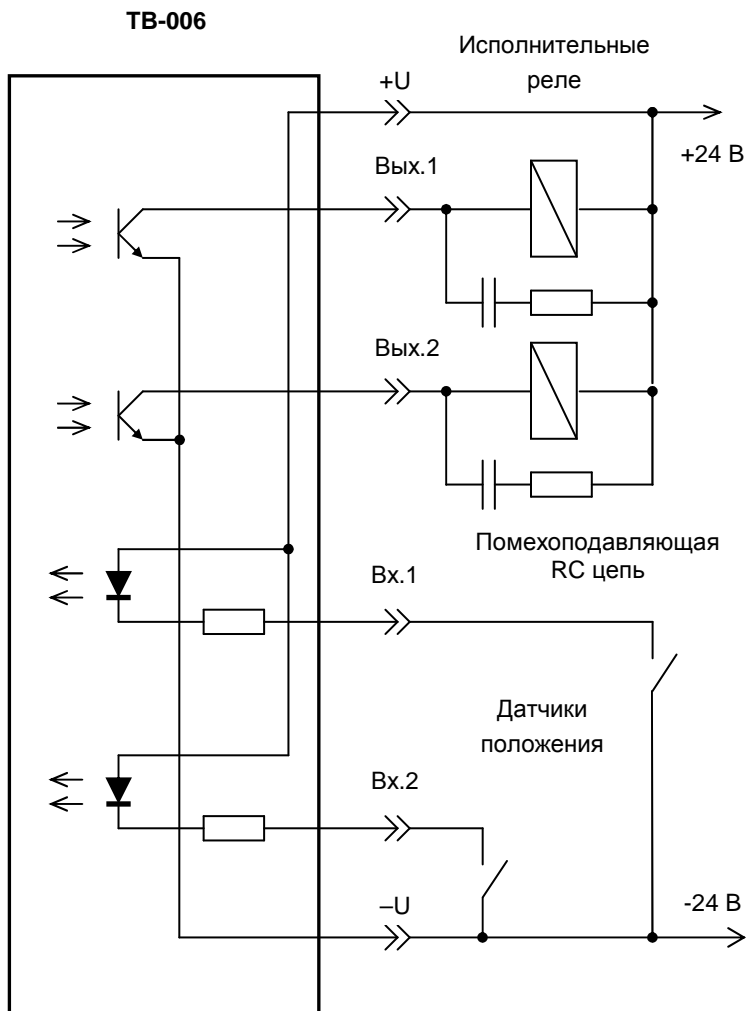 ТВ-006
Исполнительные
реле
+U
+24 В
Вых.1
Вых.2
Помехоподавляющая
RC цепь
Вх.1
Датчики
положения
Вх.2
–U
-24 В